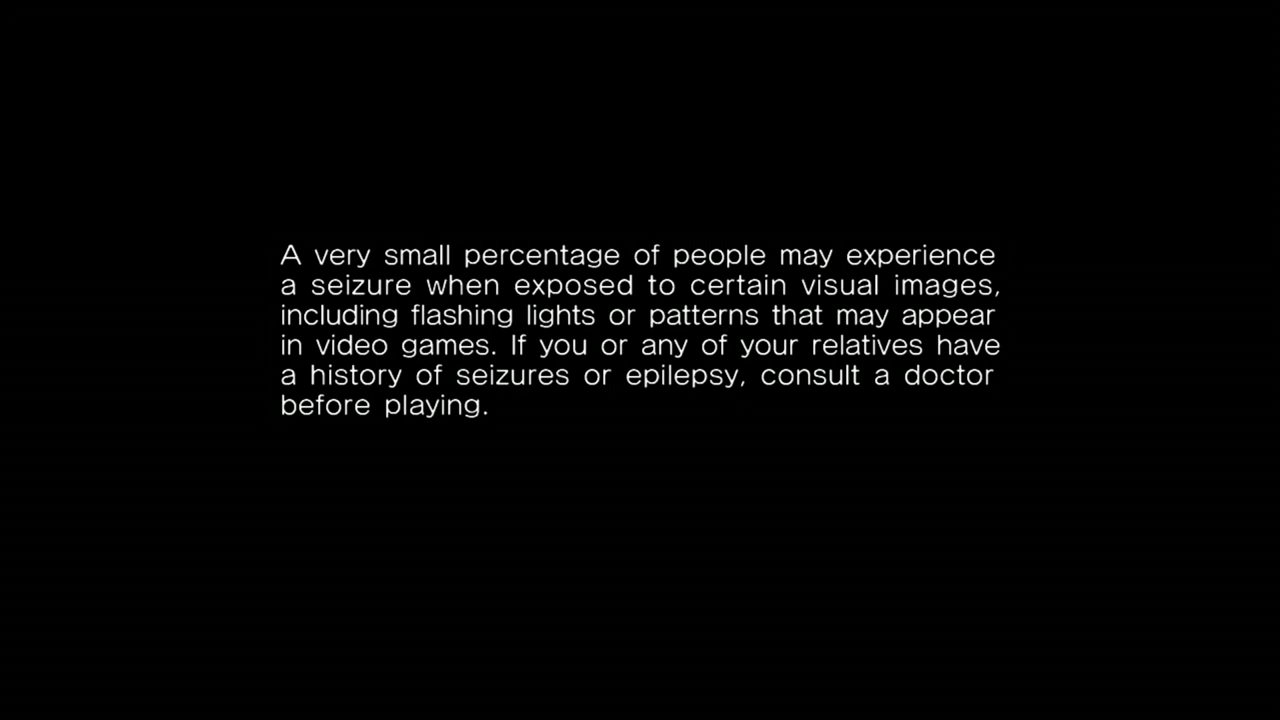 A very small percentage of people may experience
a seizure when exposed to certain visual images,
including flashing lights or patterns that may appear
in video games. If you or any of your relatives have
a history of seizures or epilepsy, consult a doctor
before playing.